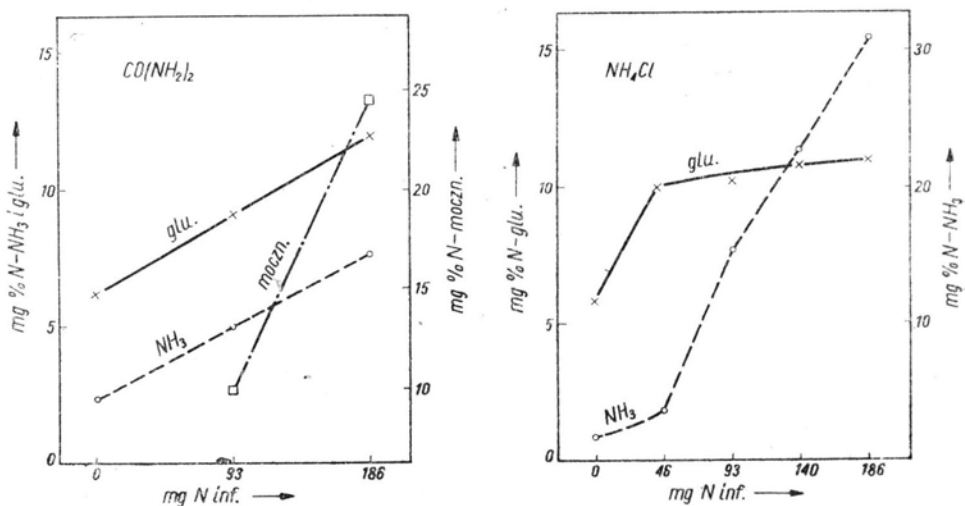 CO(NH₂)₂
mg % N-NH₃ i glu.
15
10
5
0
glu.
moczn.
NH₃
mg % N-moczn.
25
20
15
10
0 93 186
mg N inf.
NH₄Cl
mg % N-glu.
15
10
5
0
glu.
NH₃
mg % N-NH₃
30
20
10
0 46 93 140 186
mg N inf.